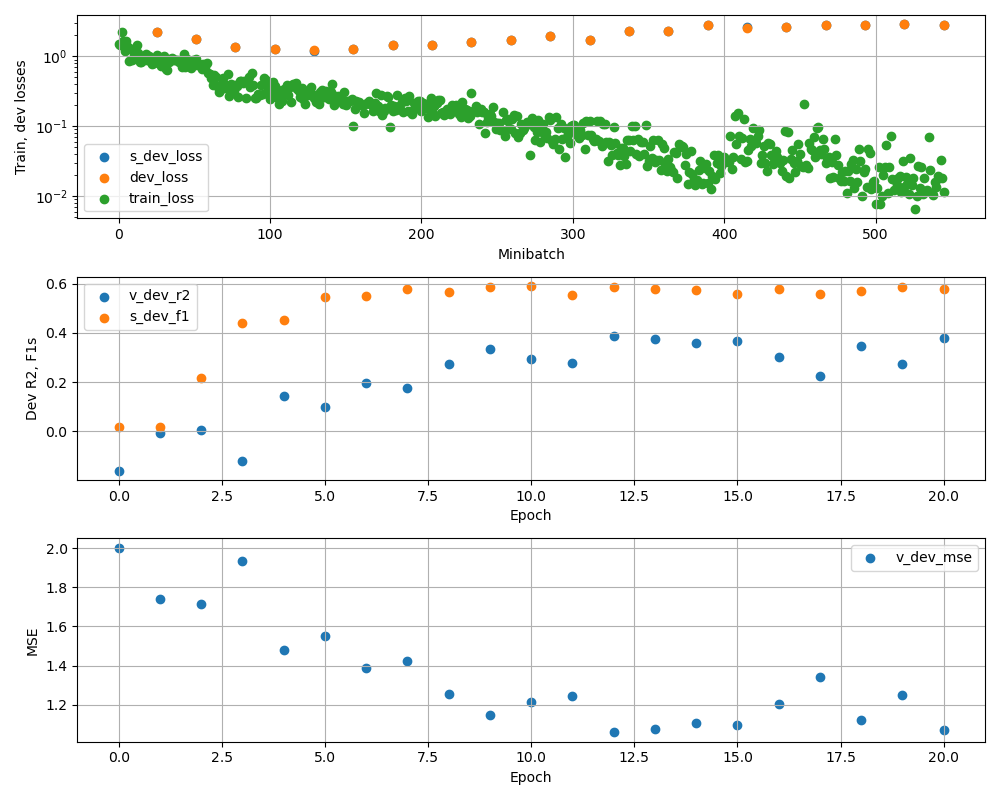 Train, dev losses
10^0
10^-1
10^-2
s_dev_loss
dev_loss
train_loss
0 100 200 300 400 500
Minibatch
Dev R2, F1s
0.6
0.4
0.2
0.0
v_dev_r2
s_dev_f1
0.0 2.5 5.0 7.5 10.0 12.5 15.0 17.5 20.0
Epoch
MSE
2.0
1.8
1.6
1.4
1.2
v_dev_mse
0.0 2.5 5.0 7.5 10.0 12.5 15.0 17.5 20.0
Epoch